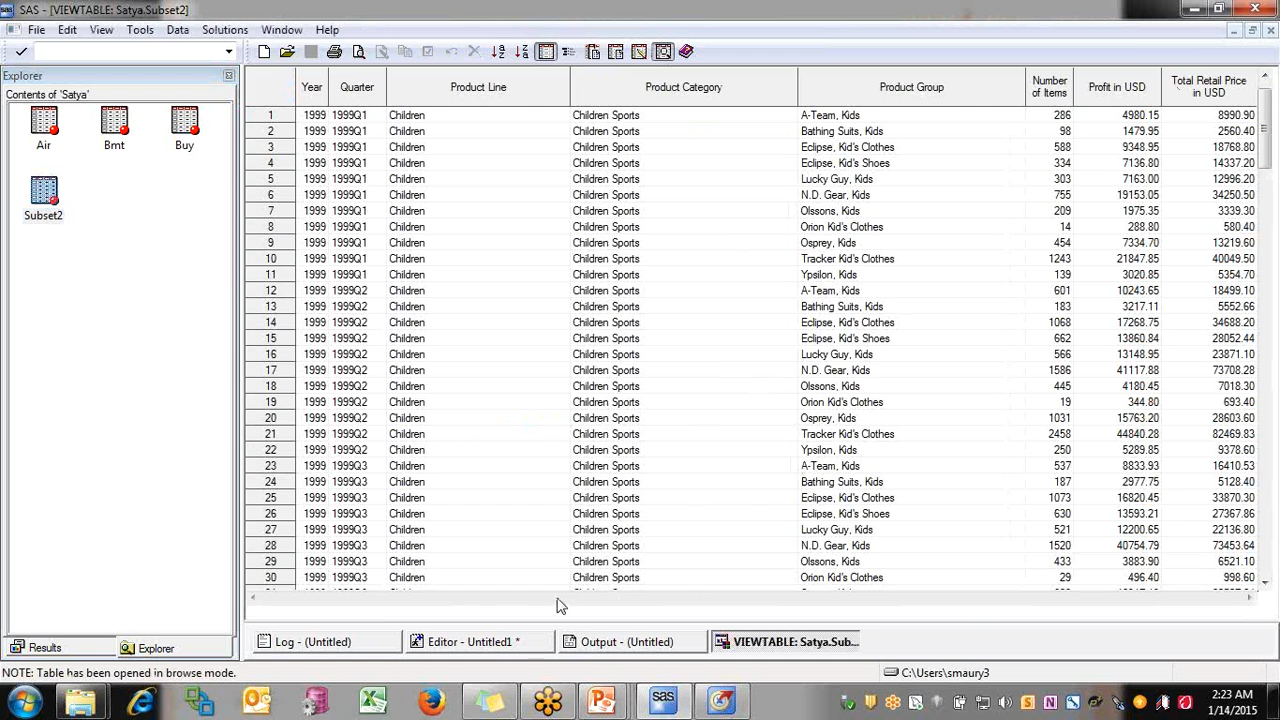 SAS - [VIEWTABLE: Satya.Subset2]
File Edit View Tools Data Solutions Window Help
Explorer
Contents of 'Satya'
Air Bmt Buy
Subset2
Year Quarter Product Line Product Category Product Group Number of Items Profit in USD Total Retail Price in USD
1 1999 1999Q1 Children Children Sports A-Team, Kids 286 4980.15 8990.90
2 1999 1999Q1 Children Children Sports Bathing Suits, Kids 98 1479.95 2560.40
3 1999 1999Q1 Children Children Sports Eclipse, Kid's Clothes 588 9348.95 18768.80
4 1999 1999Q1 Children Children Sports Eclipse, Kid's Shoes 334 7136.80 14337.20
5 1999 1999Q1 Children Children Sports Lucky Guy, Kids 303 7163.00 12996.20
6 1999 1999Q1 Children Children Sports N.D. Gear, Kids 755 19153.05 34250.50
7 1999 1999Q1 Children Children Sports Olssons, Kids 209 1975.35 3339.30
8 1999 1999Q1 Children Children Sports Orion Kid's Clothes 14 288.80 580.40
9 1999 1999Q1 Children Children Sports Osprey, Kids 454 7334.70 13219.60
10 1999 1999Q1 Children Children Sports Tracker Kid's Clothes 1243 21847.85 40049.50
11 1999 1999Q1 Children Children Sports Ypsilon, Kids 139 3020.85 5354.70
12 1999 1999Q2 Children Children Sports A-Team, Kids 601 10243.65 18499.10
13 1999 1999Q2 Children Children Sports Bathing Suits, Kids 183 3217.11 5552.66
14 1999 1999Q2 Children Children Sports Eclipse, Kid's Clothes 1068 17268.75 34688.20
15 1999 1999Q2 Children Children Sports Eclipse, Kid's Shoes 662 13860.84 28052.44
16 1999 1999Q2 Children Children Sports Lucky Guy, Kids 566 13148.95 23871.10
17 1999 1999Q2 Children Children Sports N.D. Gear, Kids 1586 41117.88 73708.28
18 1999 1999Q2 Children Children Sports Olssons, Kids 445 4180.45 7018.30
19 1999 1999Q2 Children Children Sports Orion Kid's Clothes 19 344.80 693.40
20 1999 1999Q2 Children Children Sports Osprey, Kids 1031 15763.20 28603.60
21 1999 1999Q2 Children Children Sports Tracker Kid's Clothes 2458 44840.28 82469.83
22 1999 1999Q2 Children Children Sports Ypsilon, Kids 250 5289.85 9378.60
23 1999 1999Q3 Children Children Sports A-Team, Kids 537 8833.93 16410.53
24 1999 1999Q3 Children Children Sports Bathing Suits, Kids 187 2977.75 5128.40
25 1999 1999Q3 Children Children Sports Eclipse, Kid's Clothes 1073 16820.45 33870.30
26 1999 1999Q3 Children Children Sports Eclipse, Kid's Shoes 630 13593.21 27367.86
27 1999 1999Q3 Children Children Sports Lucky Guy, Kids 521 12200.65 22136.80
28 1999 1999Q3 Children Children Sports N.D. Gear, Kids 1520 40754.79 73453.64
29 1999 1999Q3 Children Children Sports Olssons, Kids 433 3883.90 6521.10
30 1999 1999Q3 Children Children Sports Orion Kid's Clothes 29 496.40 998.60
Results Explorer Log - (Untitled) Editor - Untitled1 * Output - (Untitled) VIEWTABLE: Satya.Sub...
NOTE: Table has been opened in browse mode. C:\Users\smaury3
2:23 AM
1/14/2015